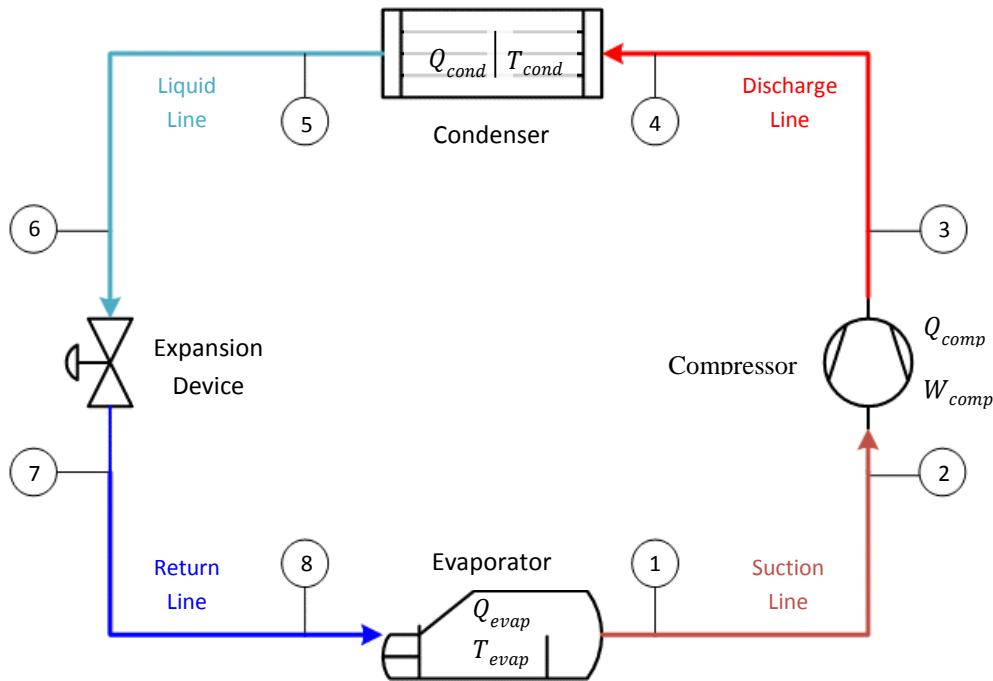 Q_cond | T_cond
Liquid
Line
5
Condenser
4
Discharge
Line
6
3
Expansion
Device
Compressor
Q_comp
W_comp
7
2
Return
Line
8
Evaporator
Q_evap
T_evap
1
Suction
Line